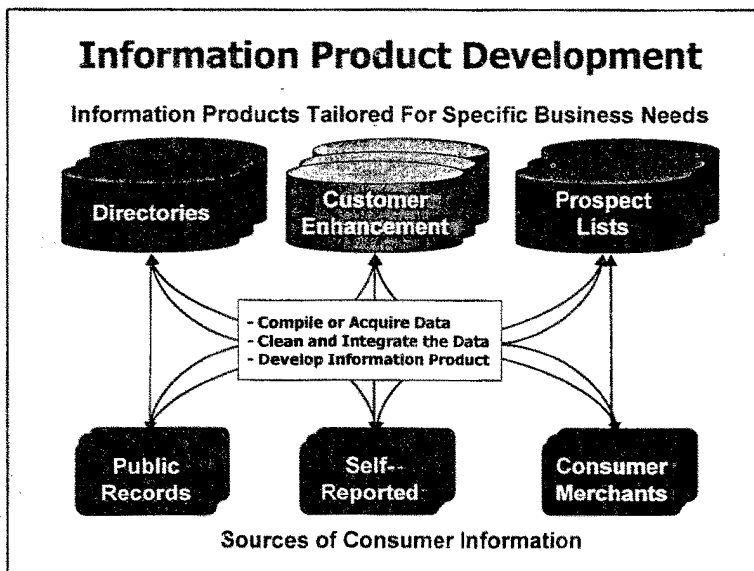 Information Product Development
Information Products Tailored For Specific Business Needs
Directories
Customer
Enhancement
Prospect
Lists
- Compile or Acquire Data
- Clean and Integrate the Data
- Develop Information Product
Public
Records
Self--
Reported
Consumer
Merchants
Sources of Consumer Information